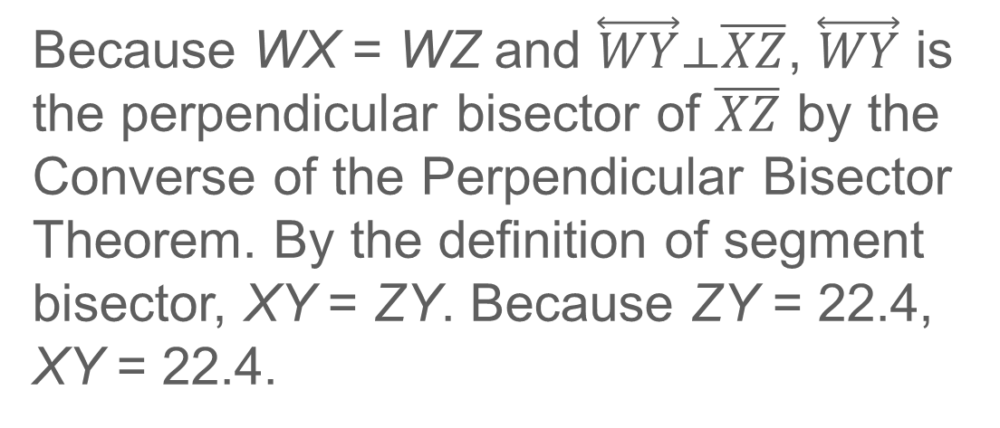 Because WX = WZ and \overleftrightarrow{WY} ⊥ \overline{XZ}, \overleftrightarrow{WY} is
the perpendicular bisector of \overline{XZ} by the
Converse of the Perpendicular Bisector
Theorem. By the definition of segment
bisector, XY = ZY. Because ZY = 22.4,
XY = 22.4.